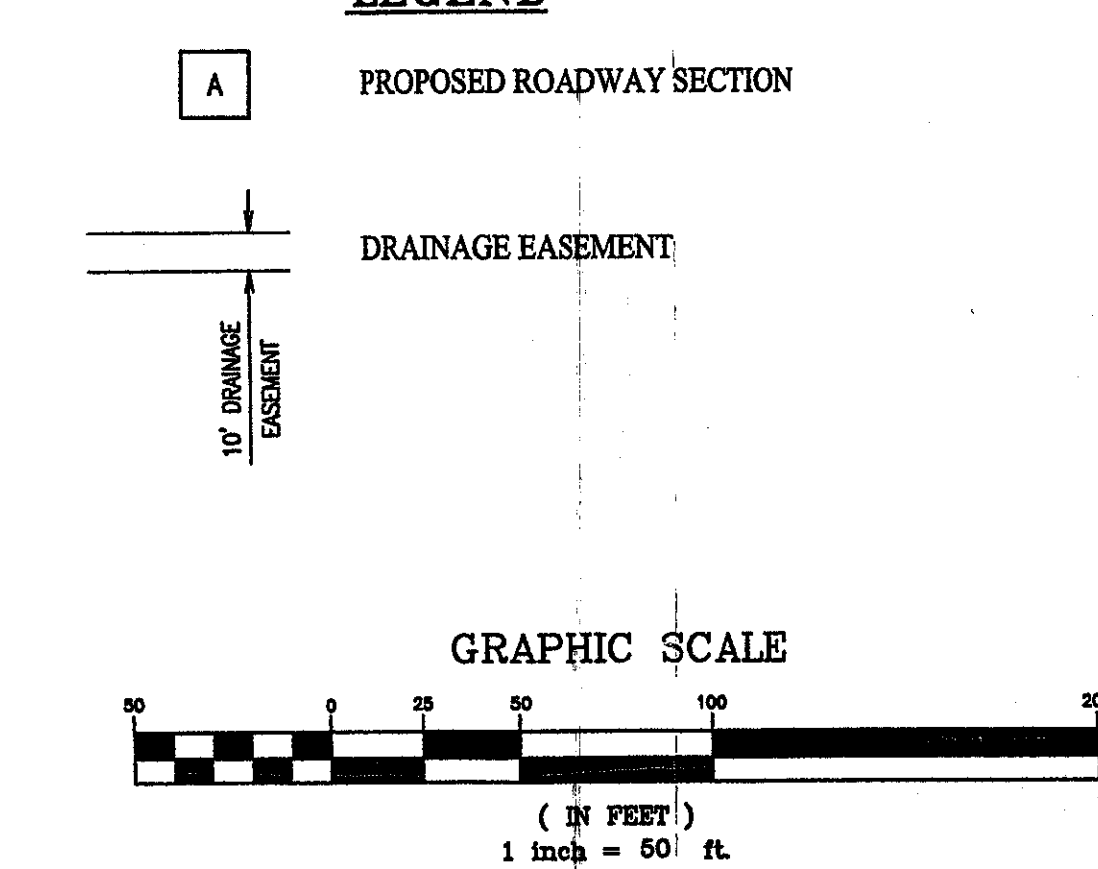 LEGEND
A PROPOSED ROADWAY SECTION
DRAINAGE EASEMENT
10' DRAINAGE
EASEMENT
GRAPHIC SCALE
50 0 25 50 100
( IN FEET )
1 inch = 50 ft.